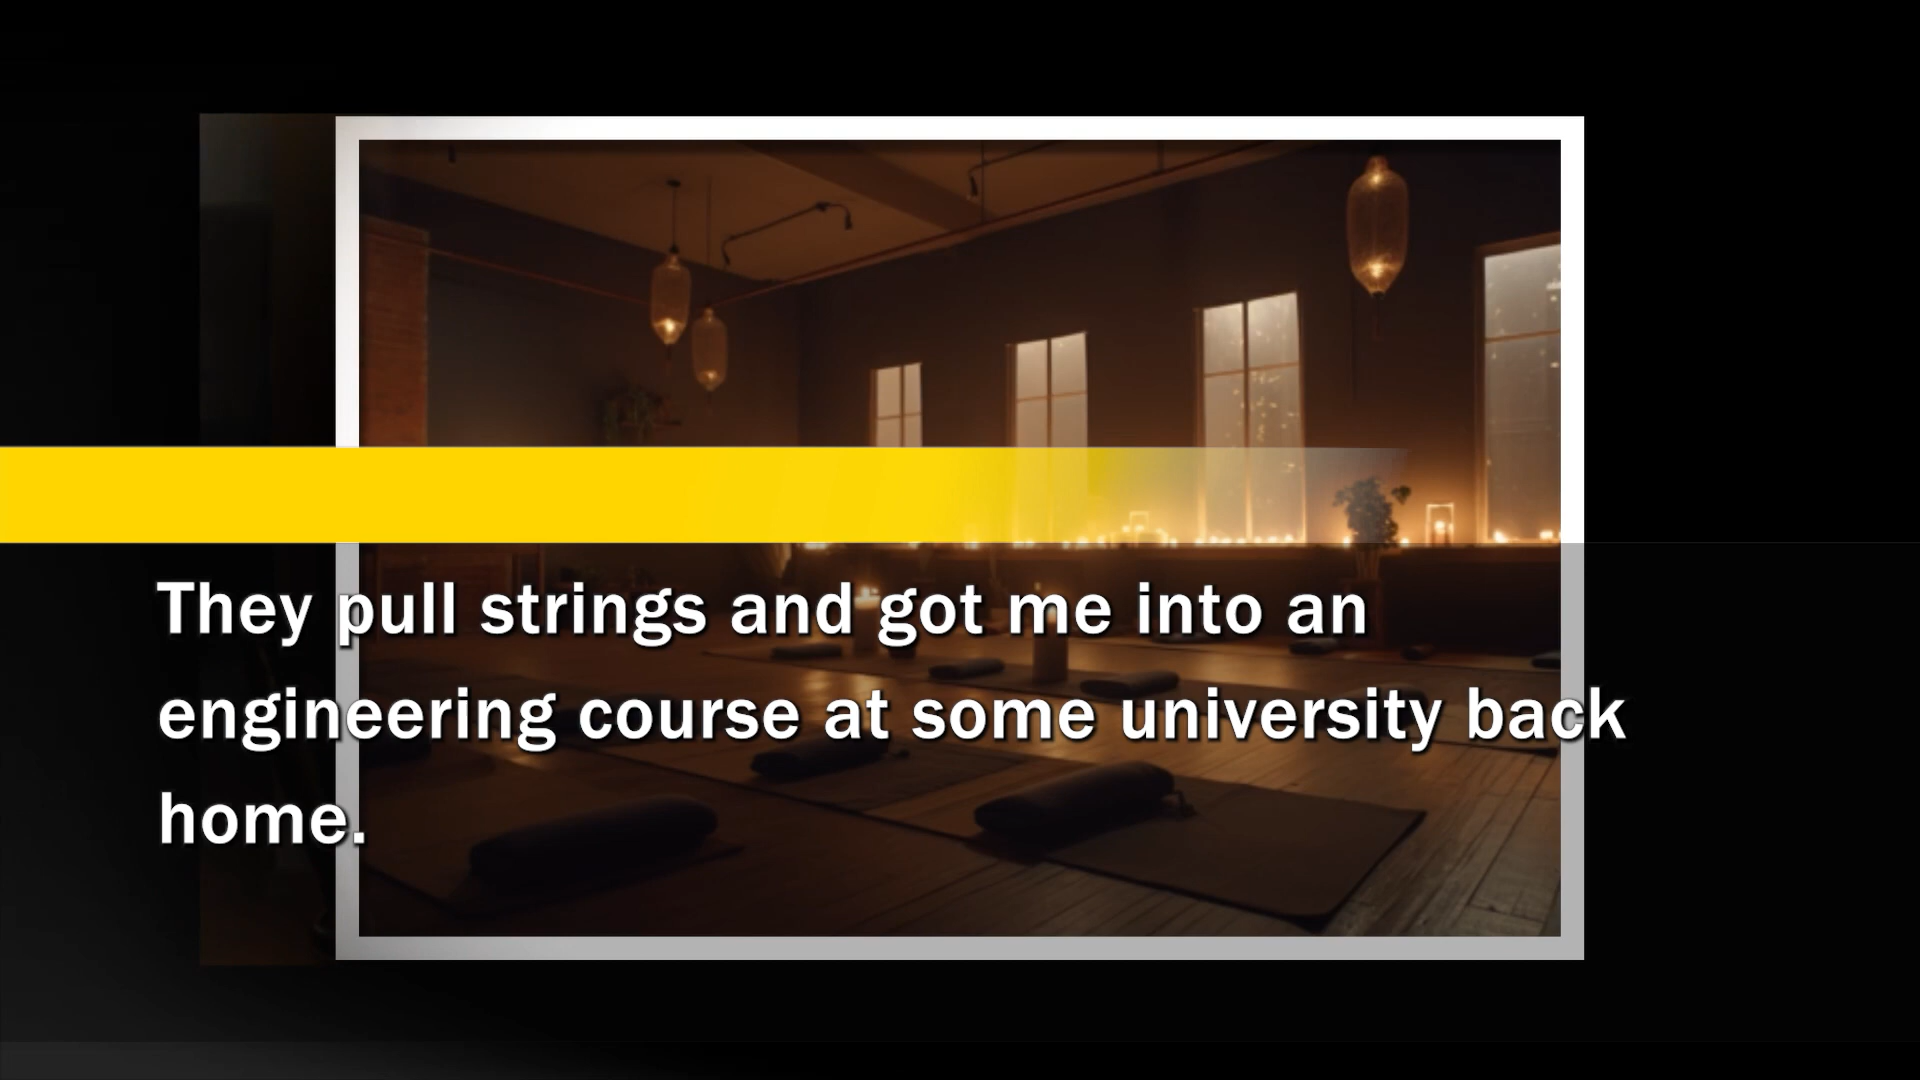 They pull strings and got me into an
engineering course at some university back
home.